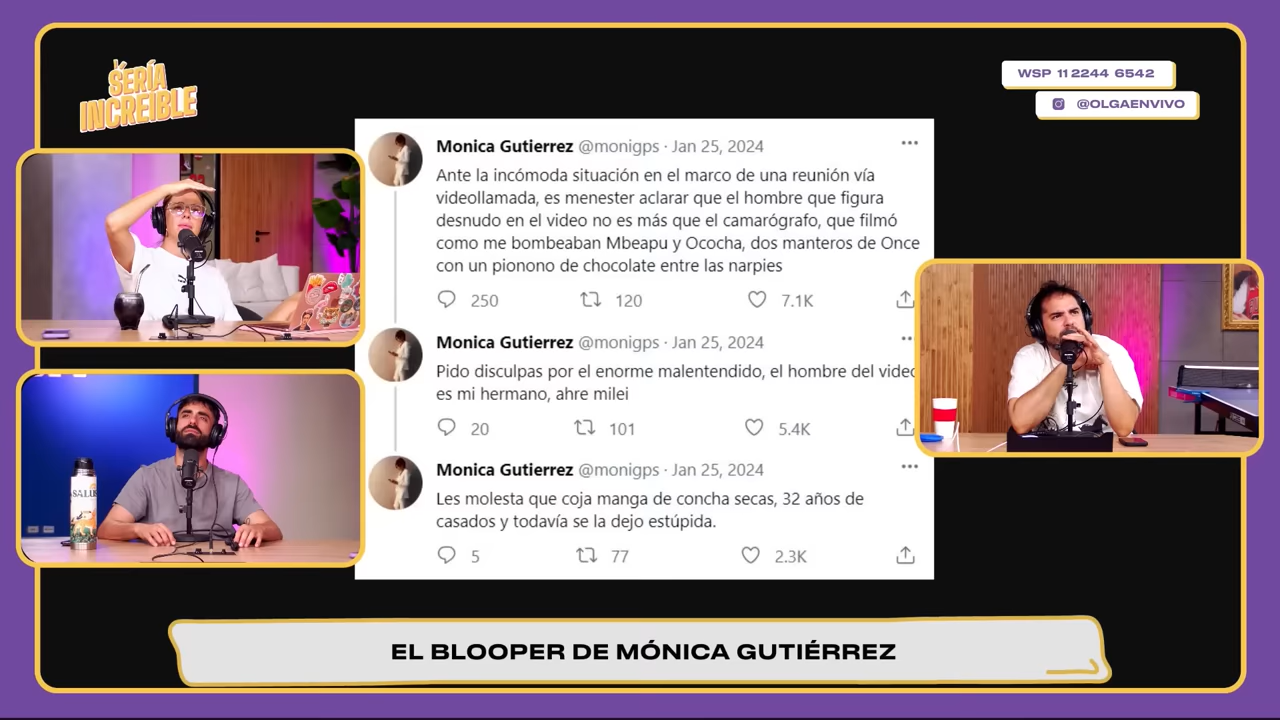 SERÍA
INCREIBLE
WSP 11 2244 6542
@OLGAENVIVO
Monica Gutierrez @monigps · Jan 25, 2024
Ante la incómoda situación en el marco de una reunión vía
videollamada, es menester aclarar que el hombre que figura
desnudo en el video no es más que el camarógrafo, que filmó
como me bombeaban Mbeapu y Ococha, dos manteros de Once
con un pionono de chocolate entre las narpies
250 120 7.1K
Monica Gutierrez @monigps · Jan 25, 2024
Pido disculpas por el enorme malentendido, el hombre del video
es mi hermano, ahre milei
20 101 5.4K
Monica Gutierrez @monigps · Jan 25, 2024
Les molesta que coja manga de concha secas, 32 años de
casados y todavía se la dejo estúpida.
5 77 2.3K
EL BLOOPER DE MÓNICA GUTIÉRREZ